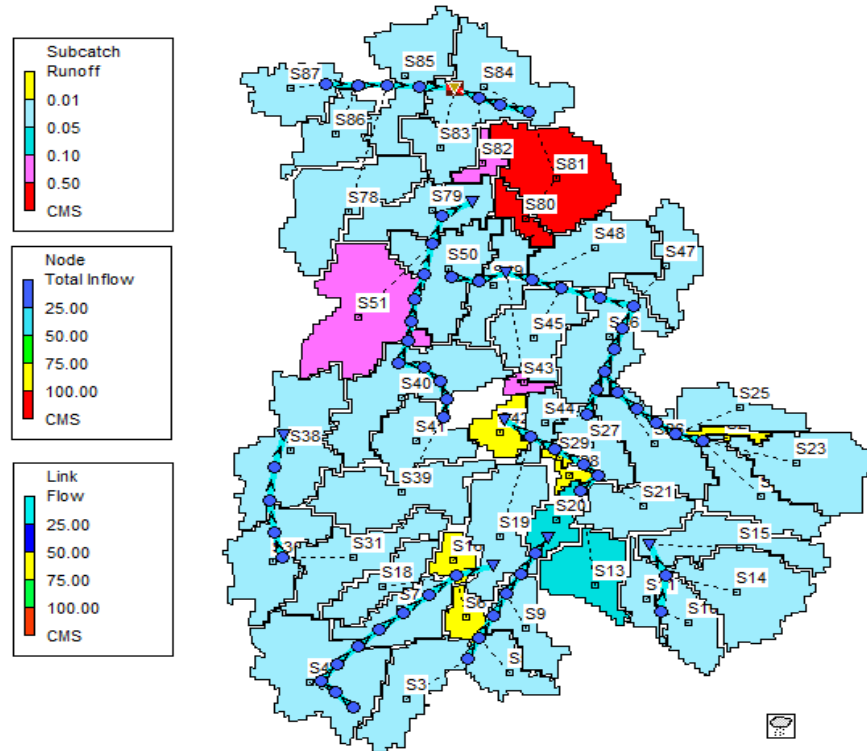 Subcatch
Runoff
0.01
0.05
0.10
0.50
CMS
Node
Total Inflow
25.00
50.00
75.00
100.00
CMS
Link
Flow
25.00
50.00
75.00
100.00
CMS
S87
S85
S84
S86
S83
S82
S81
S78
S79
S80
S50
S48
S47
S51
S45
S43
S40
S44
S25
S38
S29
S27
S23
S39
S20
S21
S19
S15
S31
S18
S13
S14
S7
S9
S3